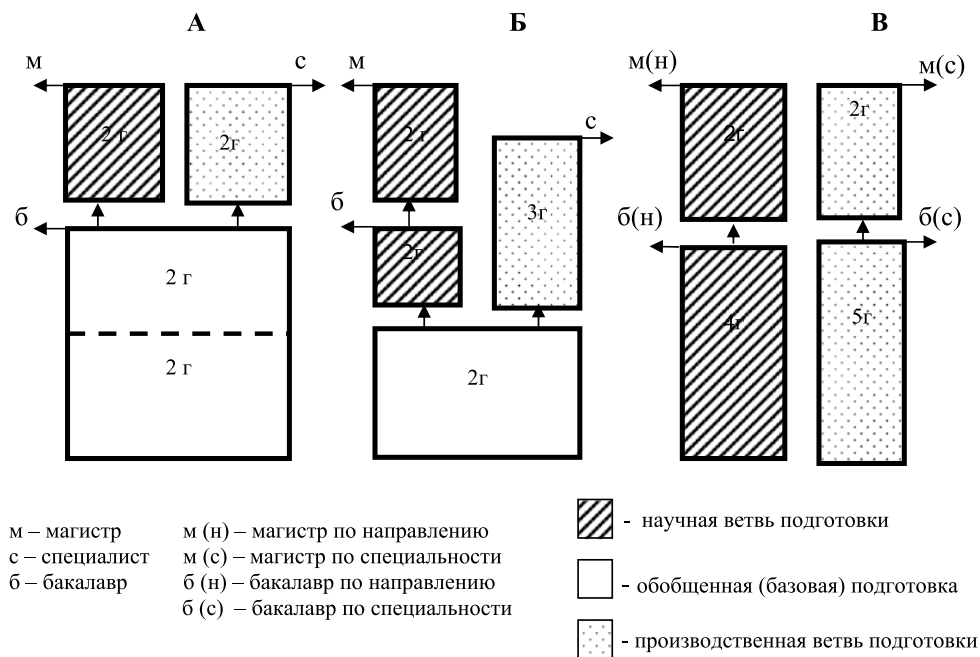 А Б В
м с м м(н) м(с)
2 г 2г 2 г с 2г 2г
б б б(н) б(с)
2 г 2г 3г
2 г 2г 4г 5г
м – магистр
с – специалист
б – бакалавр
м (н) – магистр по направлению
м (с) – магистр по специальности
б (н) – бакалавр по направлению
б (с) – бакалавр по специальности
- научная ветвь подготовки
- обобщенная (базовая) подготовка
- производственная ветвь подготовки